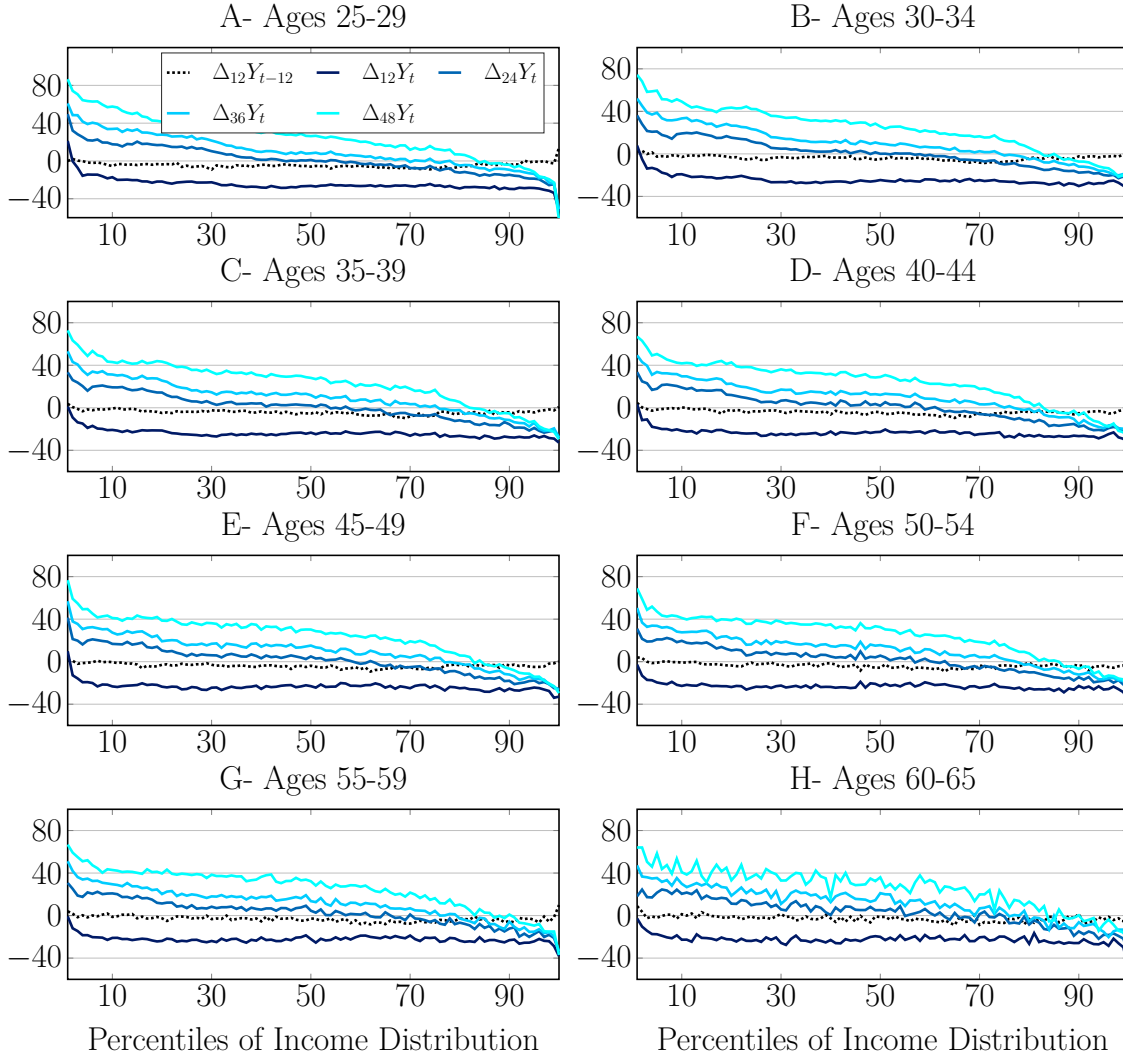 A- Ages 25-29
B- Ages 30-34
80
40
0
−40
10 30 50 70 90
Δ₁₂Yₜ₋₁₂ Δ₁₂Yₜ Δ₂₄Yₜ
Δ₃₆Yₜ Δ₄₈Yₜ
80
40
0
−40
10 30 50 70 90
C- Ages 35-39
D- Ages 40-44
80
40
0
−40
10 30 50 70 90
80
40
0
−40
10 30 50 70 90
E- Ages 45-49
F- Ages 50-54
80
40
0
−40
10 30 50 70 90
80
40
0
−40
10 30 50 70 90
G- Ages 55-59
H- Ages 60-65
80
40
0
−40
10 30 50 70 90
80
40
0
−40
10 30 50 70 90
Percentiles of Income Distribution
Percentiles of Income Distribution